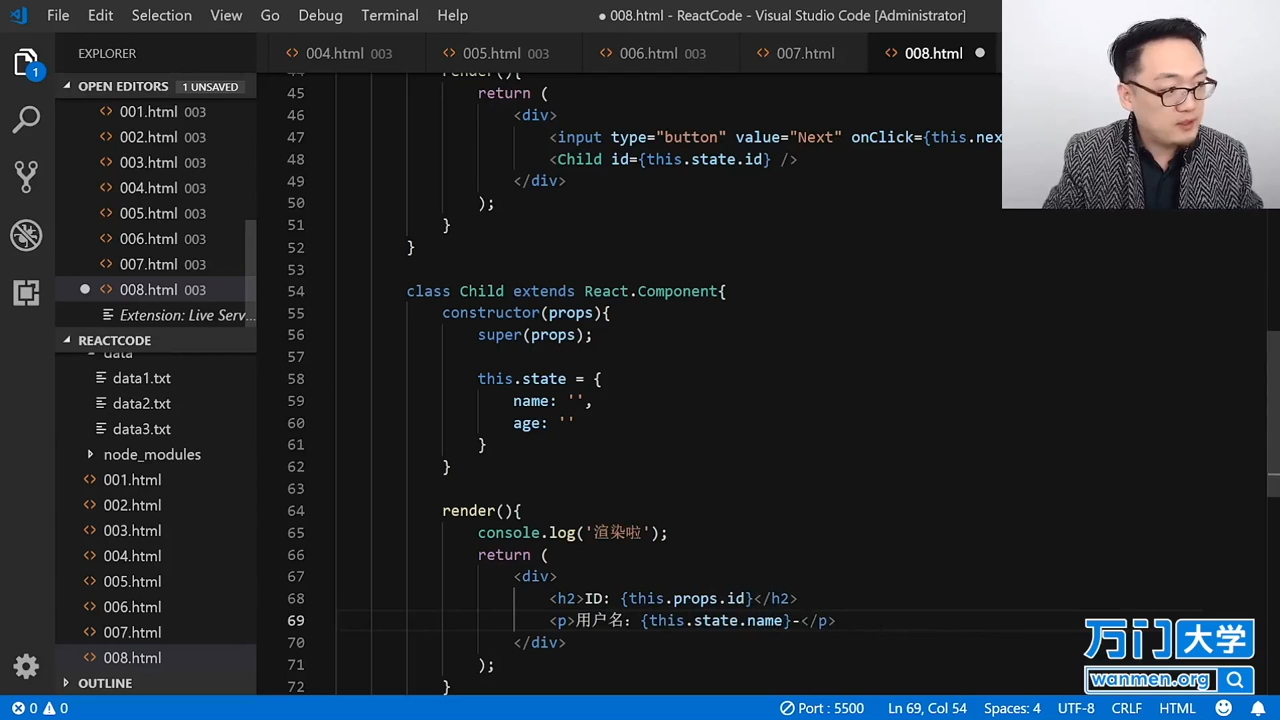 File Edit Selection View Go Debug Terminal Help
● 008.html - ReactCode - Visual Studio Code [Administrator]
EXPLORER
004.html 003
005.html 003
006.html 003
007.html
008.html
1
OPEN EDITORS 1 UNSAVED
001.html 003
002.html 003
003.html 003
004.html 003
005.html 003
006.html 003
007.html 003
008.html 003
Extension: Live Serv...
REACTCODE
data
data1.txt
data2.txt
data3.txt
node_modules
001.html
002.html
003.html
004.html
005.html
006.html
007.html
008.html
OUTLINE
44 render(){
45 return (
46 <div>
47 <input type="button" value="Next" onClick={this.nex
48 <Child id={this.state.id} />
49 </div>
50 );
51 }
52 }
53
54 class Child extends React.Component{
55 constructor(props){
56 super(props);
57
58 this.state = {
59 name: '',
60 age: ''
61 }
62 }
63
64 render(){
65 console.log('渲染啦');
66 return (
67 <div>
68 <h2>ID: {this.props.id}</h2>
69 <p>用户名: {this.state.name}-</p>
70 </div>
71 );
72 }
万门大学
wanmen.org
0 0
Port : 5500
Ln 69, Col 54
Spaces: 4
UTF-8
CRLF
HTML